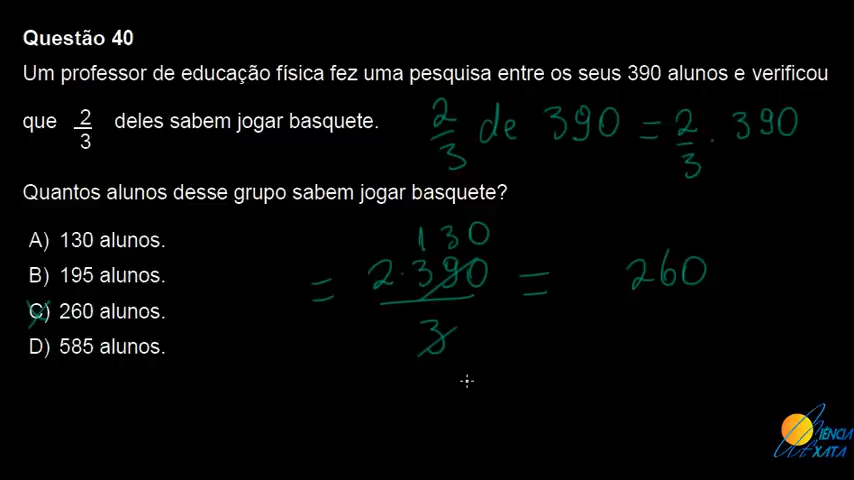 Questão 40
Um professor de educação física fez uma pesquisa entre os seus 390 alunos e verificou
que 2/3 deles sabem jogar basquete. 2/3 de 390 = 2/3 . 390
Quantos alunos desse grupo sabem jogar basquete?
A) 130 alunos.
B) 195 alunos.
C) 260 alunos.
D) 585 alunos.
130
= 2.390 = 260
3
IÊNCIA
XATA